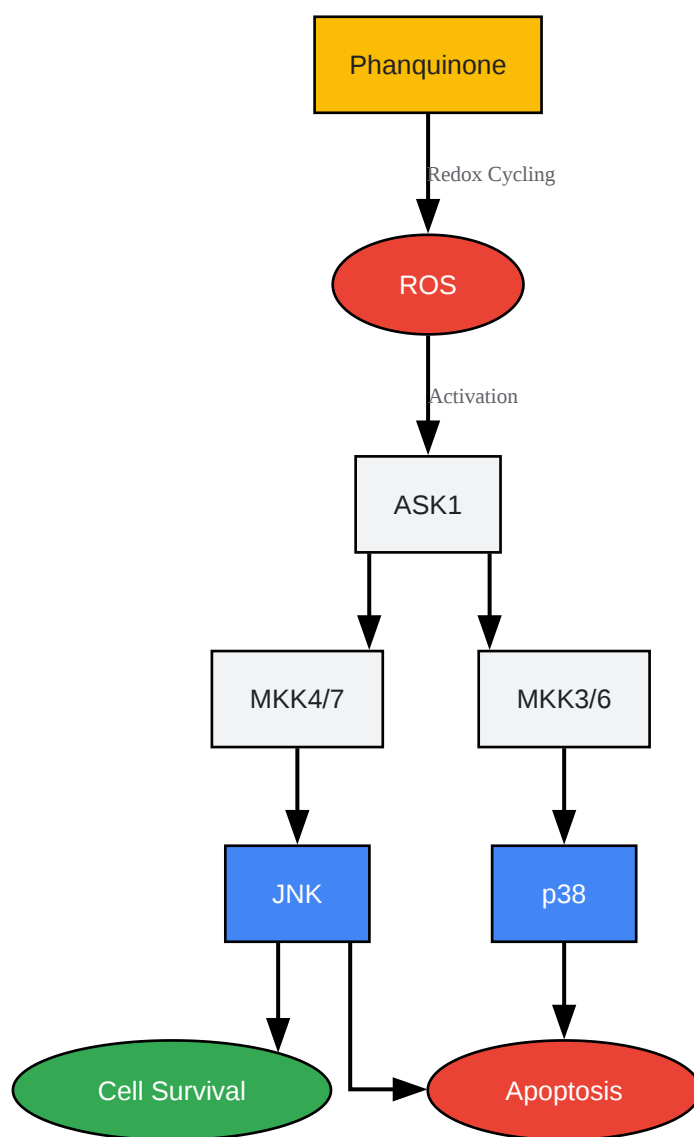 Phanquinone
Redox Cycling
ROS
Activation
ASK1
MKK4/7
MKK3/6
JNK
p38
Cell Survival
Apoptosis